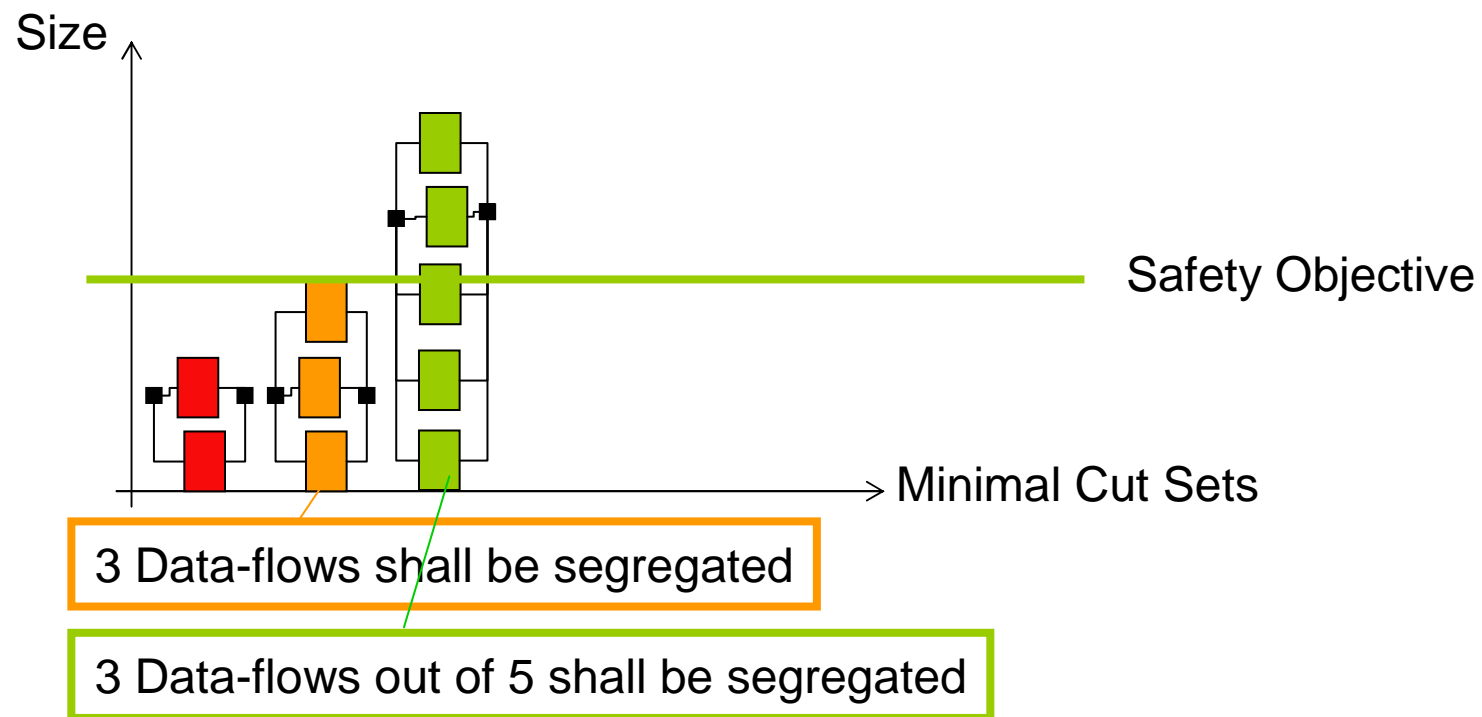 Size
Safety Objective
Minimal Cut Sets
3 Data-flows shall be segregated
3 Data-flows out of 5 shall be segregated